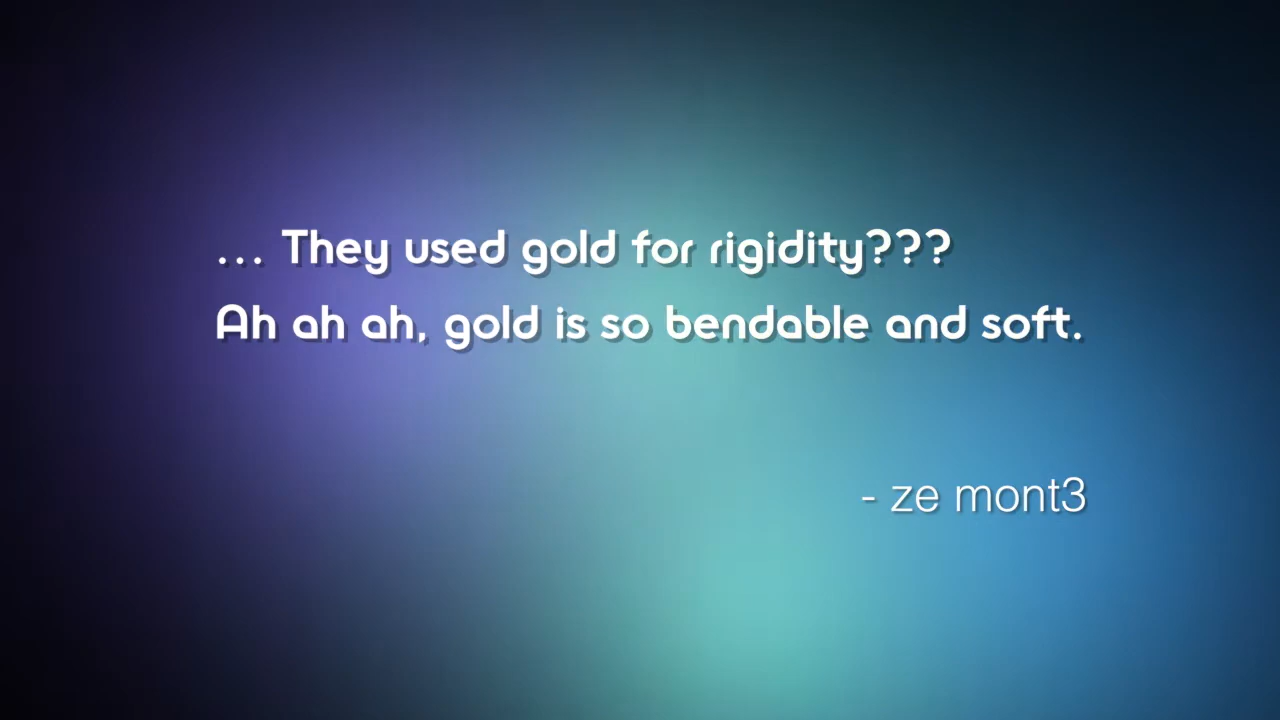 ... They used gold for rigidity???
Ah ah ah, gold is so bendable and soft.
- ze mont3